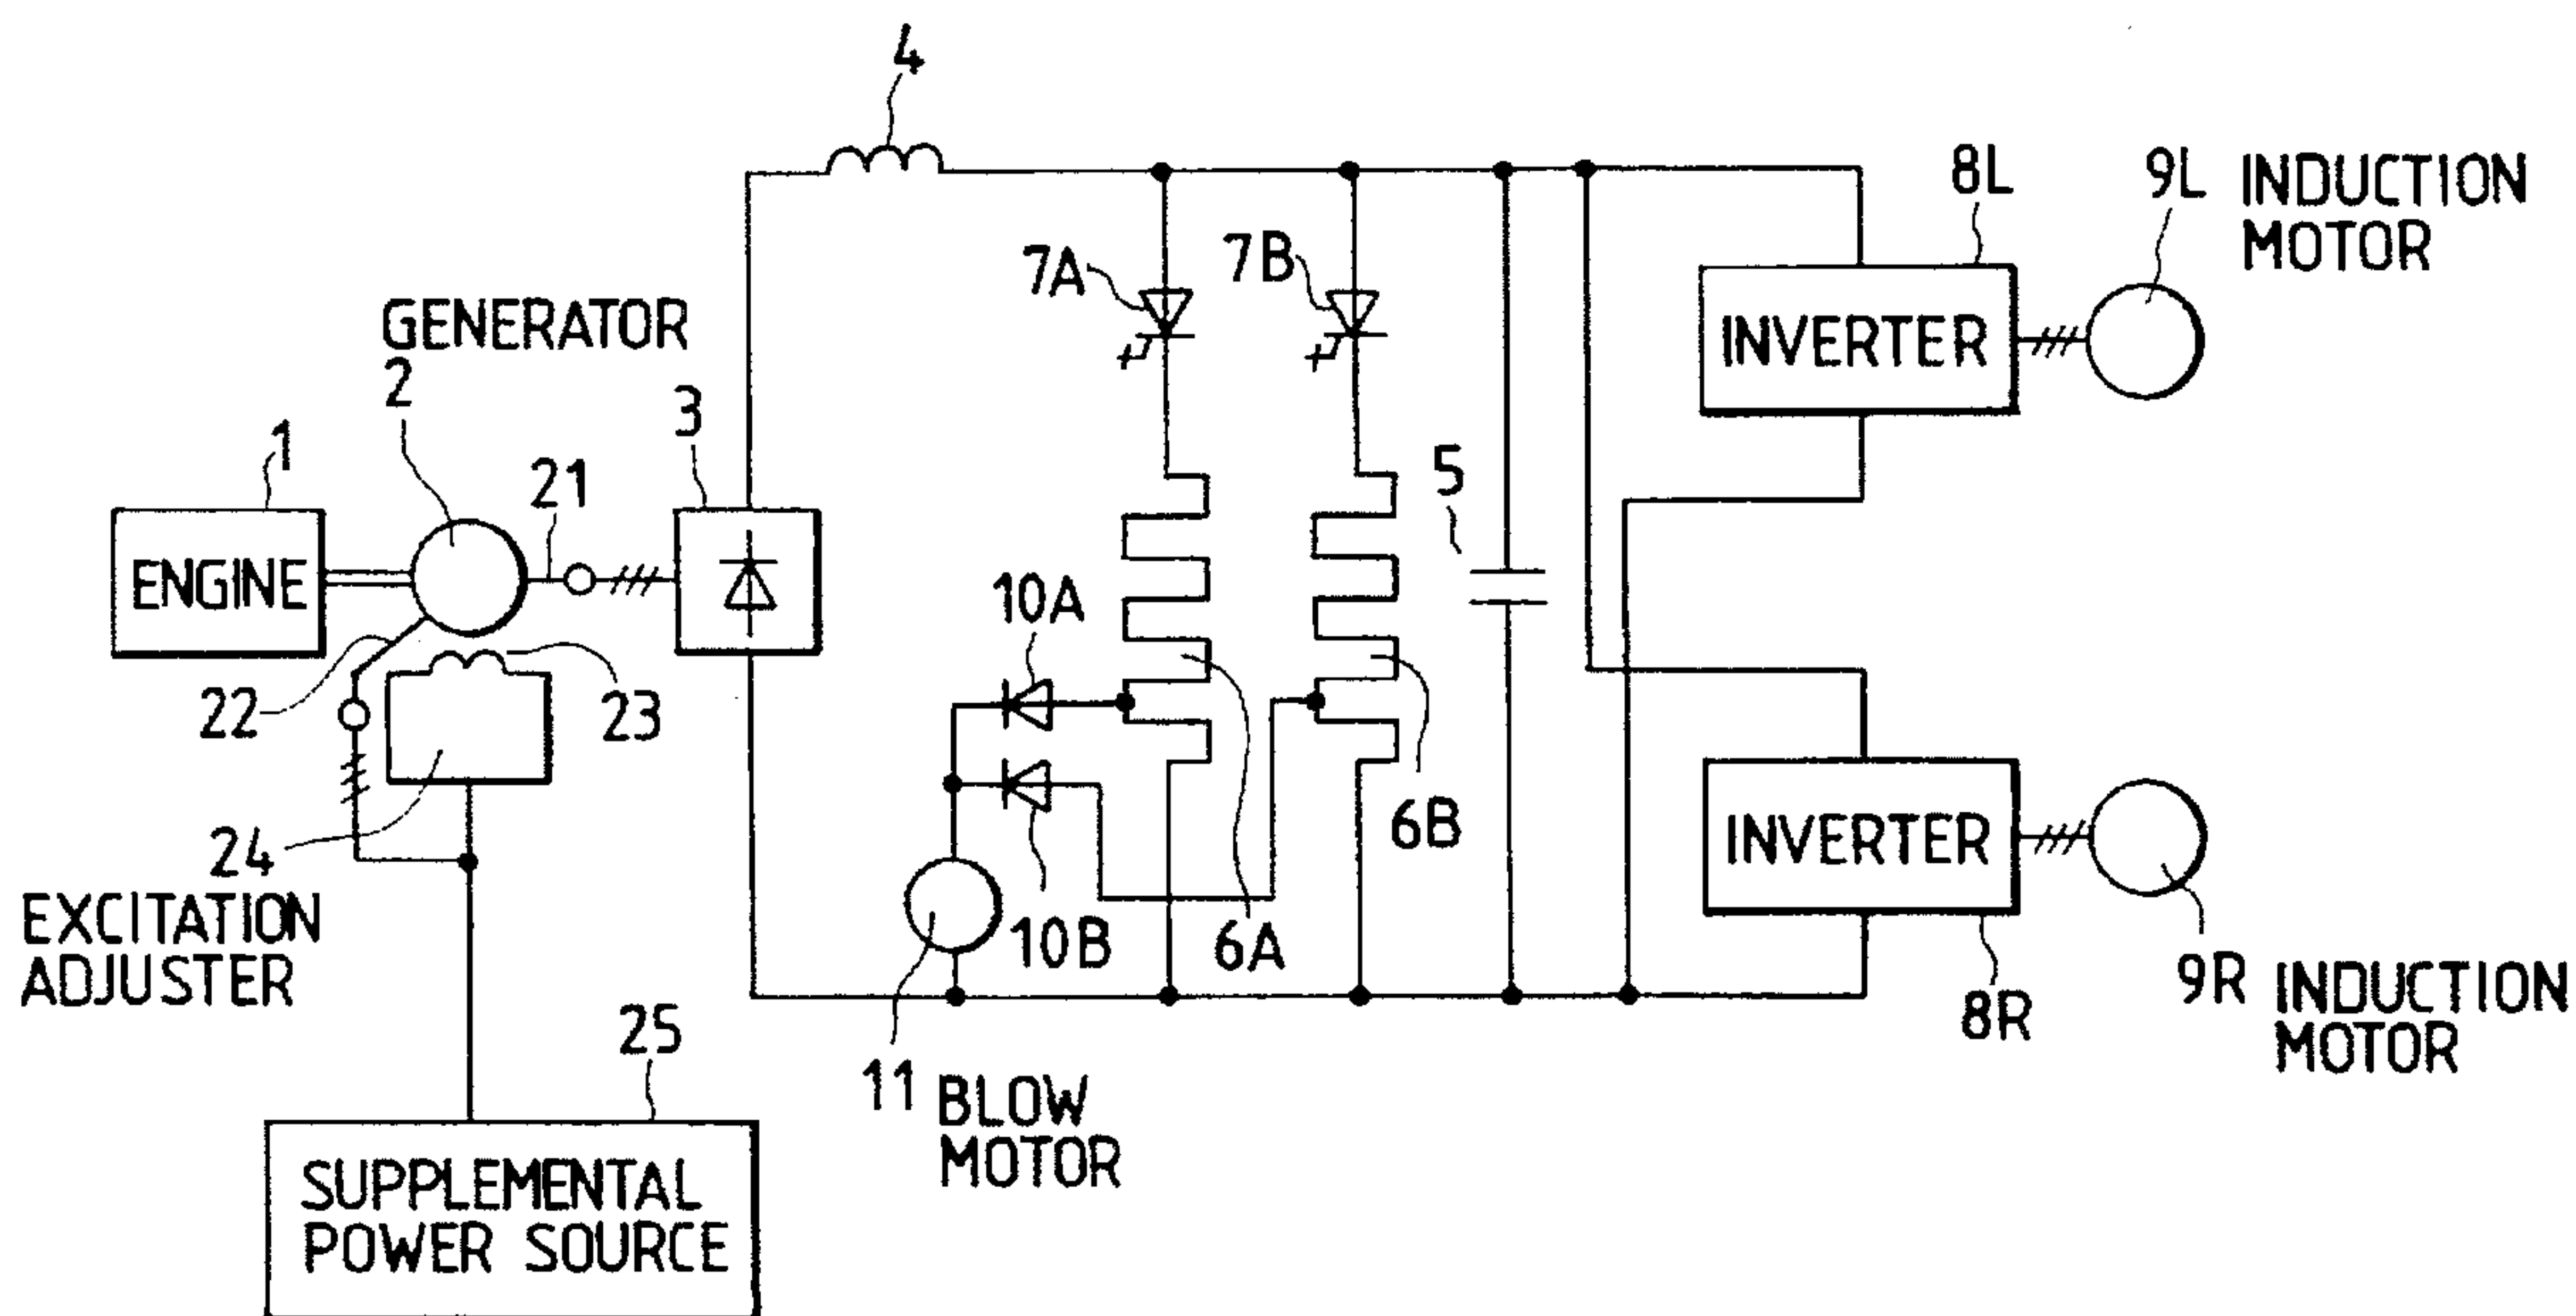 4
8L
9L INDUCTION
MOTOR
7A
7B
GENERATOR
2
3
1
21
5
ENGINE
INVERTER
10A
22
23
24
EXCITATION
ADJUSTER
10B
6A
6B
INVERTER
9R INDUCTION
MOTOR
8R
25
11 BLOW
MOTOR
SUPPLEMENTAL
POWER SOURCE